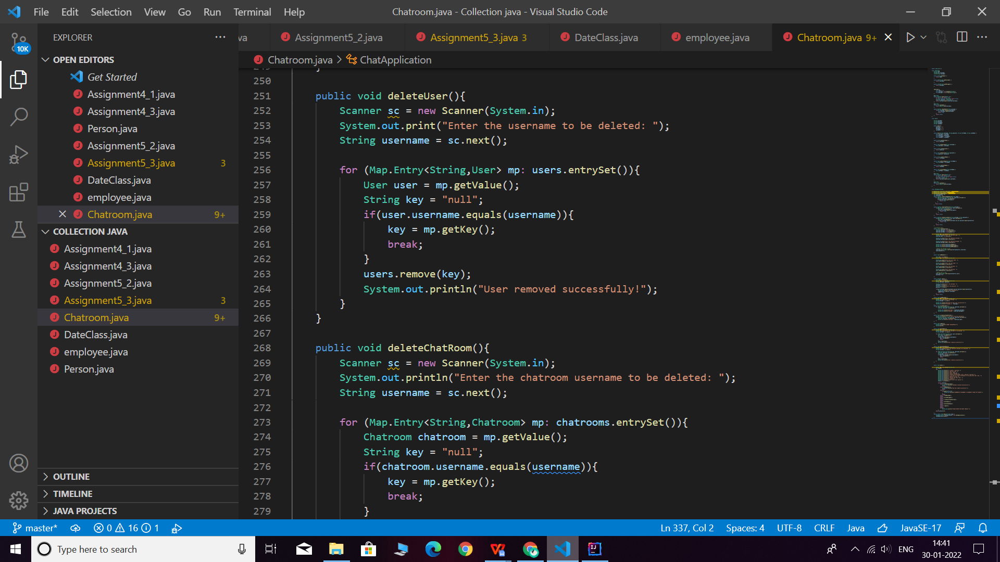 File Edit Selection View Go Run Terminal Help
Chatroom.java - Collection java - Visual Studio Code
EXPLORER
va
Assignment5_2.java
Assignment5_3.java 3
DateClass.java
employee.java
Chatroom.java 9+
10K
Chatroom.java > ChatApplication
OPEN EDITORS
Get Started
Assignment4_1.java
Assignment4_3.java
Person.java
Assignment5_2.java
Assignment5_3.java 3
DateClass.java
employee.java
Chatroom.java 9+
COLLECTION JAVA
Assignment4_1.java
Assignment4_3.java
Assignment5_2.java
Assignment5_3.java 3
Chatroom.java 9+
DateClass.java
employee.java
Person.java
OUTLINE
TIMELINE
JAVA PROJECTS
250
251 public void deleteUser(){
252 Scanner sc = new Scanner(System.in);
253 System.out.print("Enter the username to be deleted: ");
254 String username = sc.next();
255
256 for (Map.Entry<String,User> mp: users.entrySet()){
257 User user = mp.getValue();
258 String key = "null";
259 if(user.username.equals(username)){
260 key = mp.getKey();
261 break;
262 }
263 users.remove(key);
264 System.out.println("User removed successfully!");
265 }
266 }
267
268 public void deleteChatRoom(){
269 Scanner sc = new Scanner(System.in);
270 System.out.println("Enter the chatroom username to be deleted: ");
271 String username = sc.next();
272
273 for (Map.Entry<String,Chatroom> mp: chatrooms.entrySet()){
274 Chatroom chatroom = mp.getValue();
275 String key = "null";
276 if(chatroom.username.equals(username)){
277 key = mp.getKey();
278 break;
279 }
master* 0 16 1
Ln 337, Col 2 Spaces: 4 UTF-8 CRLF Java JavaSE-17
Type here to search
ENG
14:41
30-01-2022